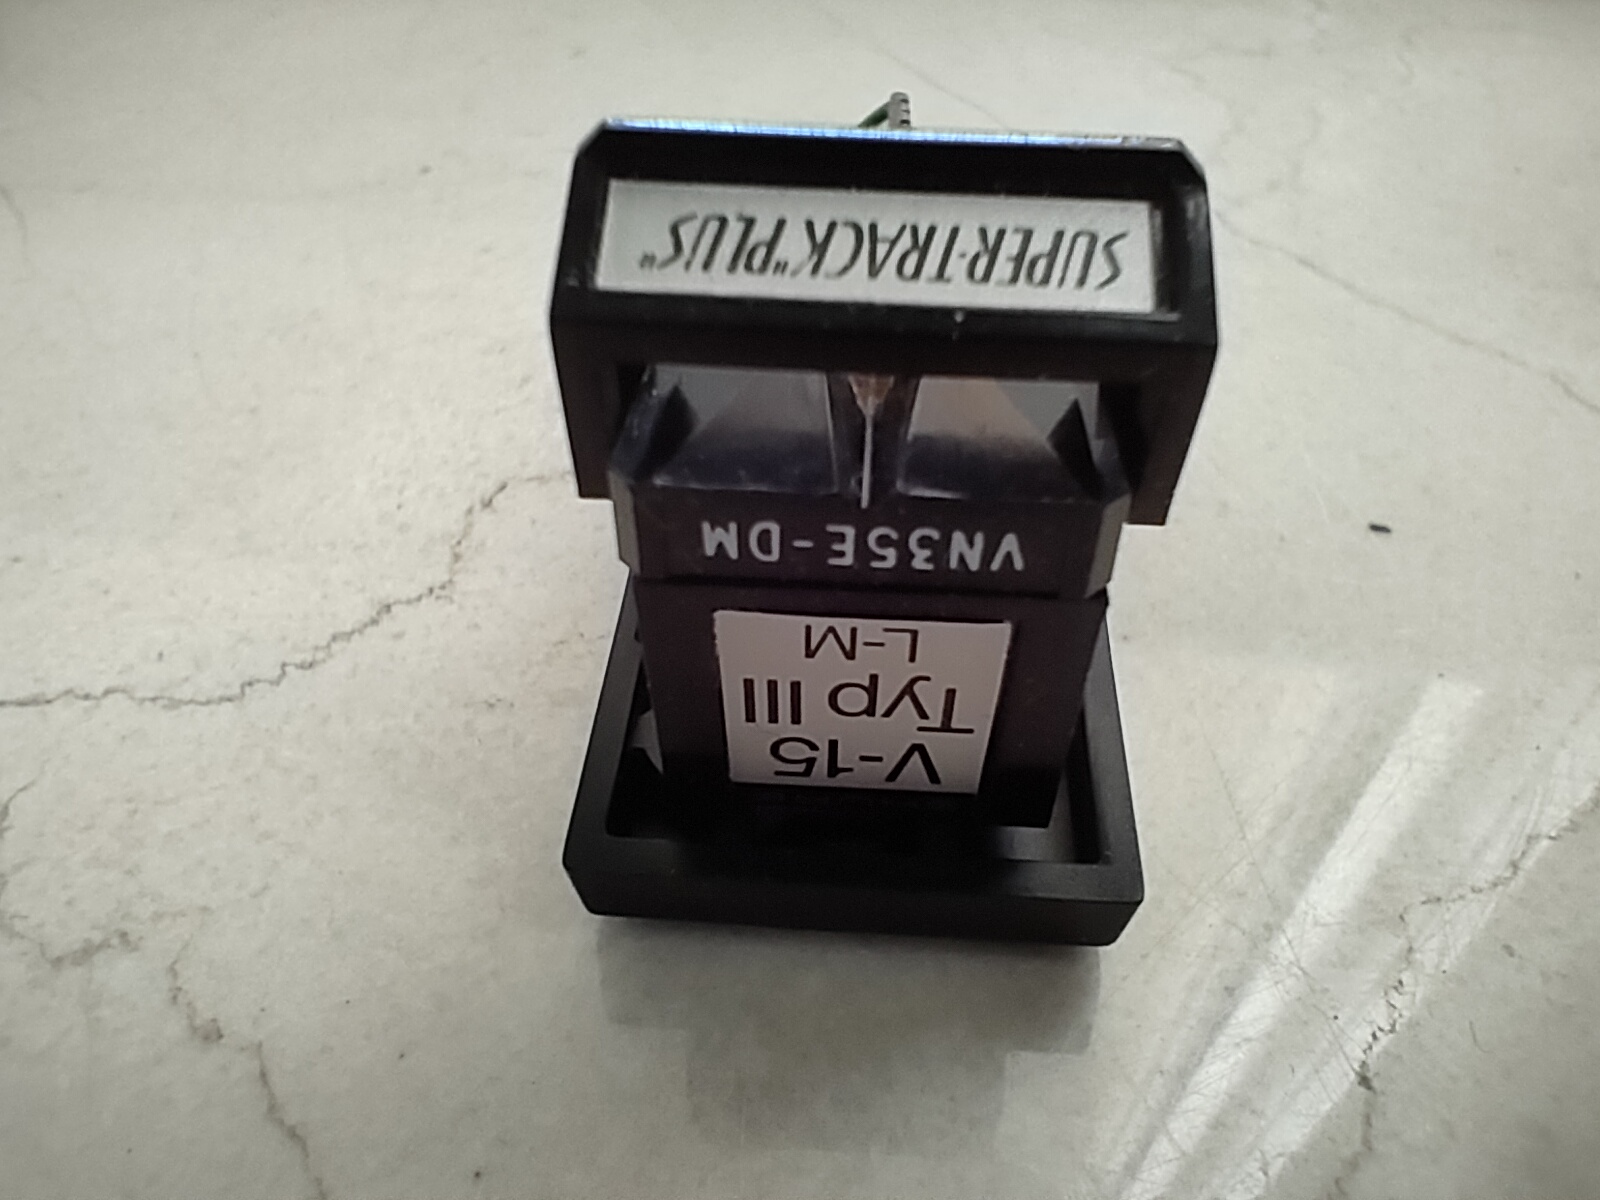 V-15
Typ III
L-M
VN35E-DM
SUPER-TRACK "PLUS"